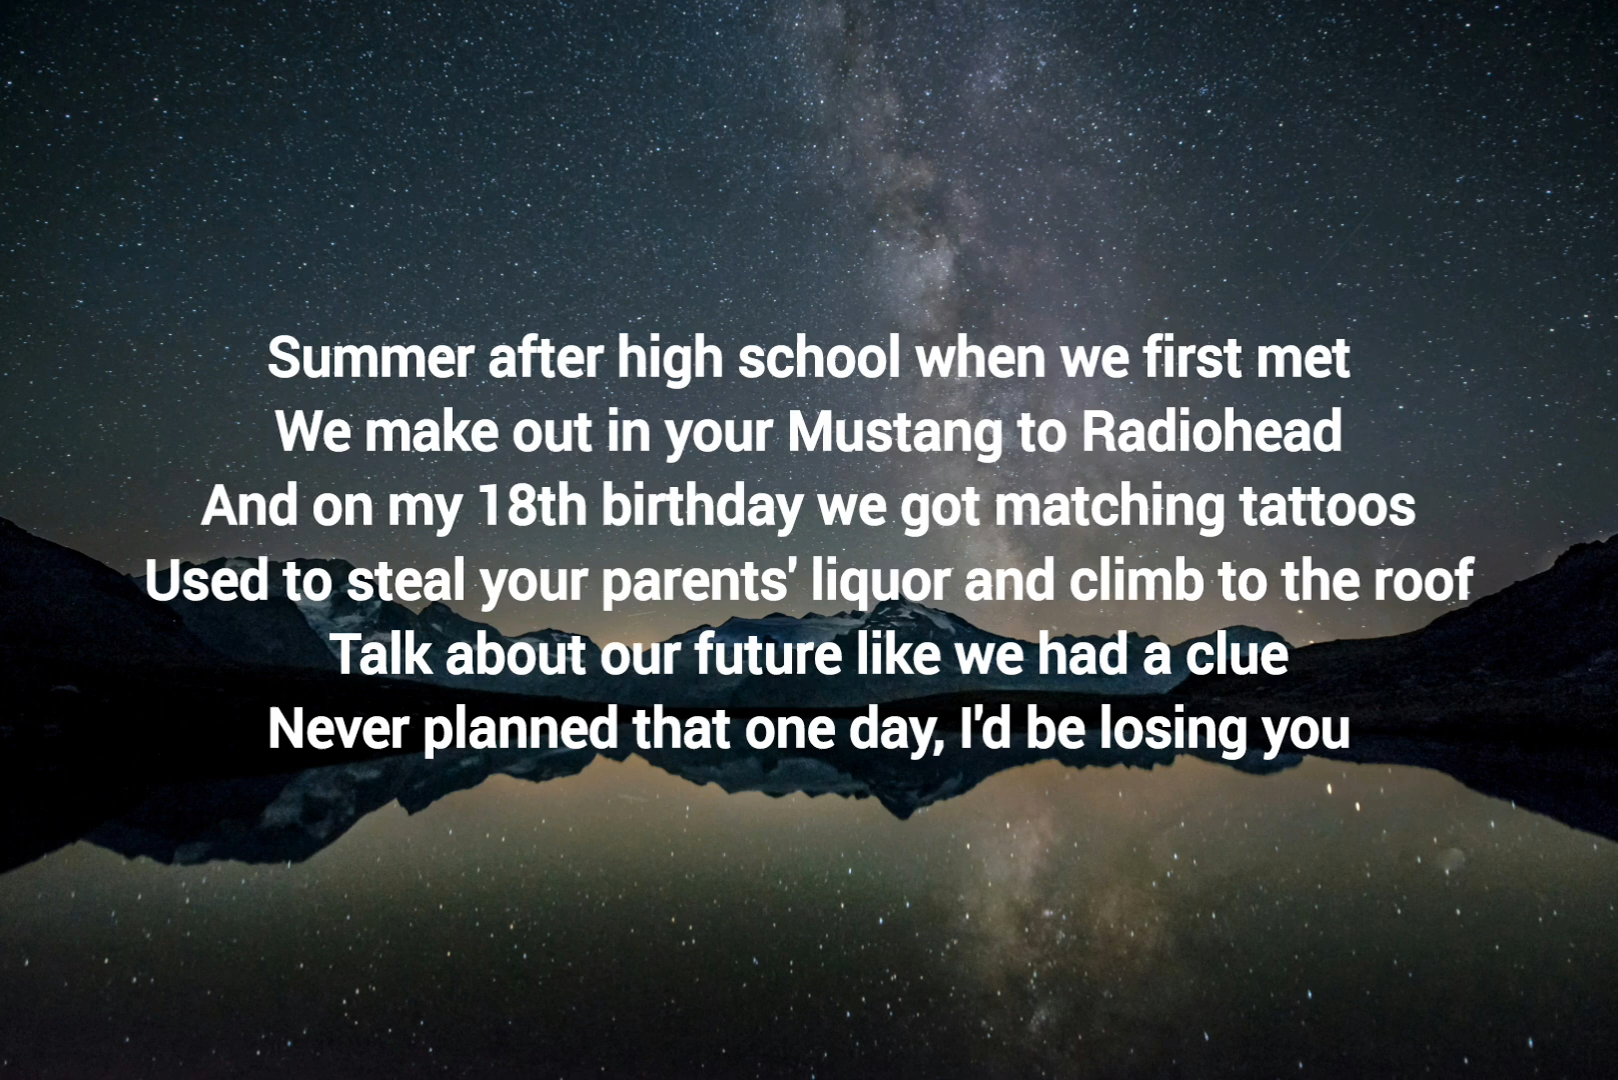 Summer after high school when we first met
We make out in your Mustang to Radiohead
And on my 18th birthday we got matching tattoos
Used to steal your parents' liquor and climb to the roof
Talk about our future like we had a clue
Never planned that one day, I'd be losing you